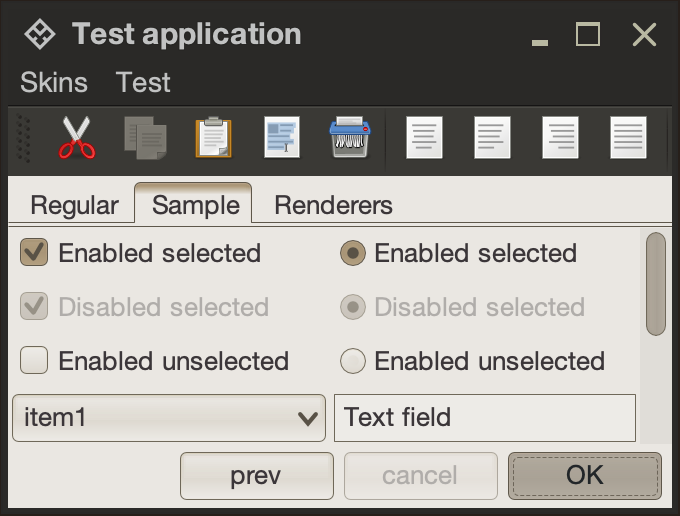 Test application
Skins Test
Regular Sample Renderers
Enabled selected Enabled selected
Disabled selected Disabled selected
Enabled unselected Enabled unselected
item1 Text field
prev cancel OK